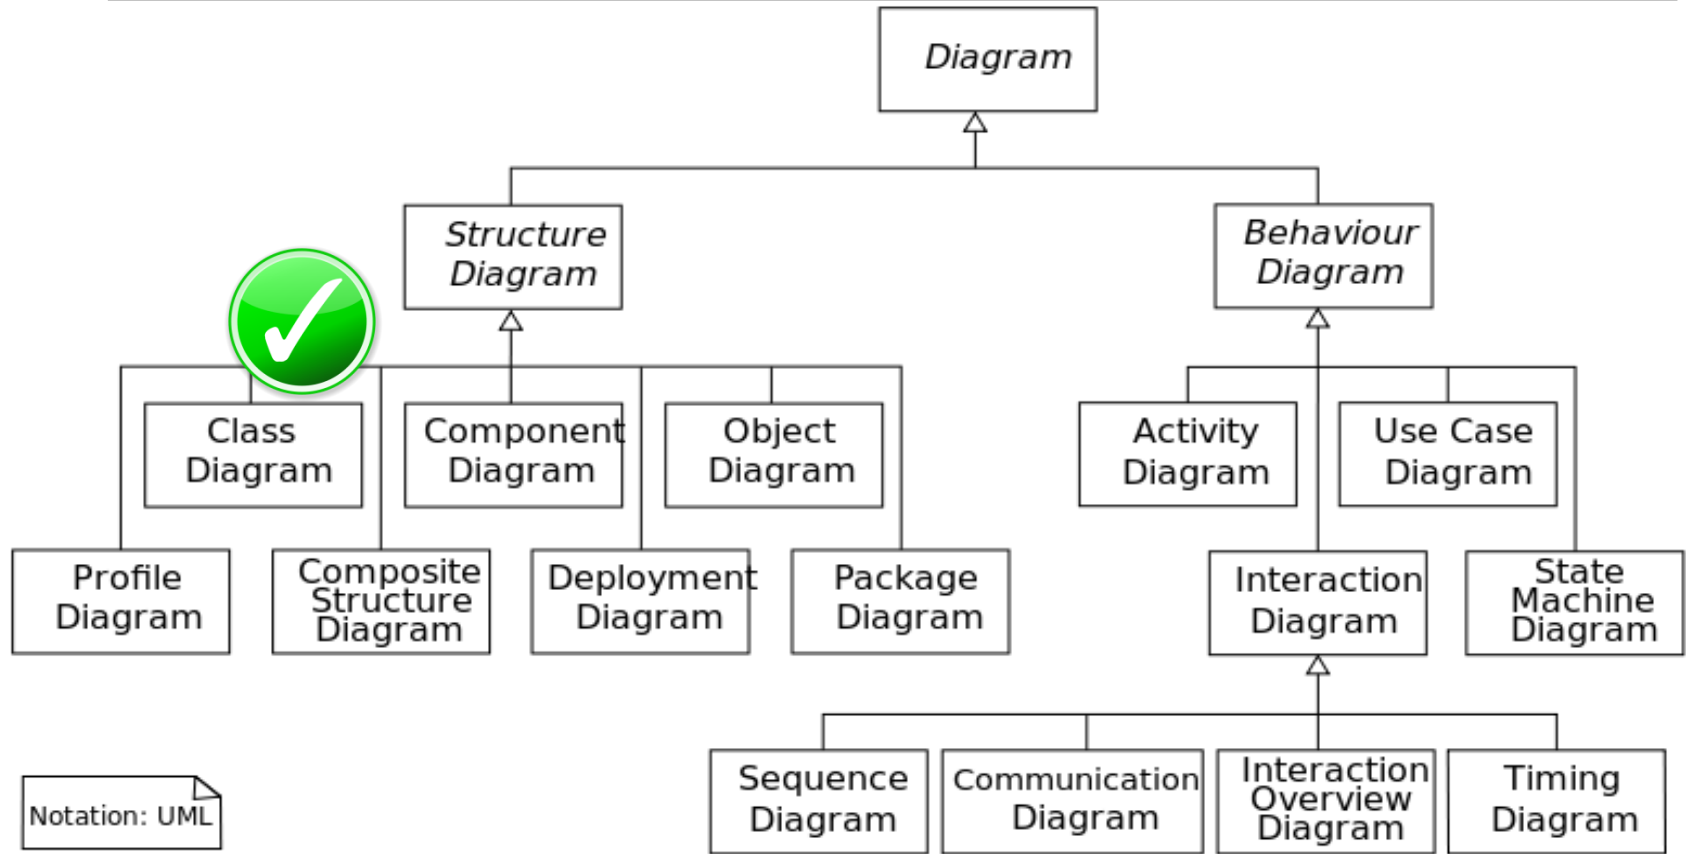 Diagram
Structure
Diagram
Behaviour
Diagram
Class
Diagram
Component
Diagram
Object
Diagram
Activity
Diagram
Use Case
Diagram
Profile
Diagram
Composite
Structure
Diagram
Deployment
Diagram
Package
Diagram
Interaction
Diagram
State
Machine
Diagram
Sequence
Diagram
Communication
Diagram
Interaction
Overview
Diagram
Timing
Diagram
Notation: UML